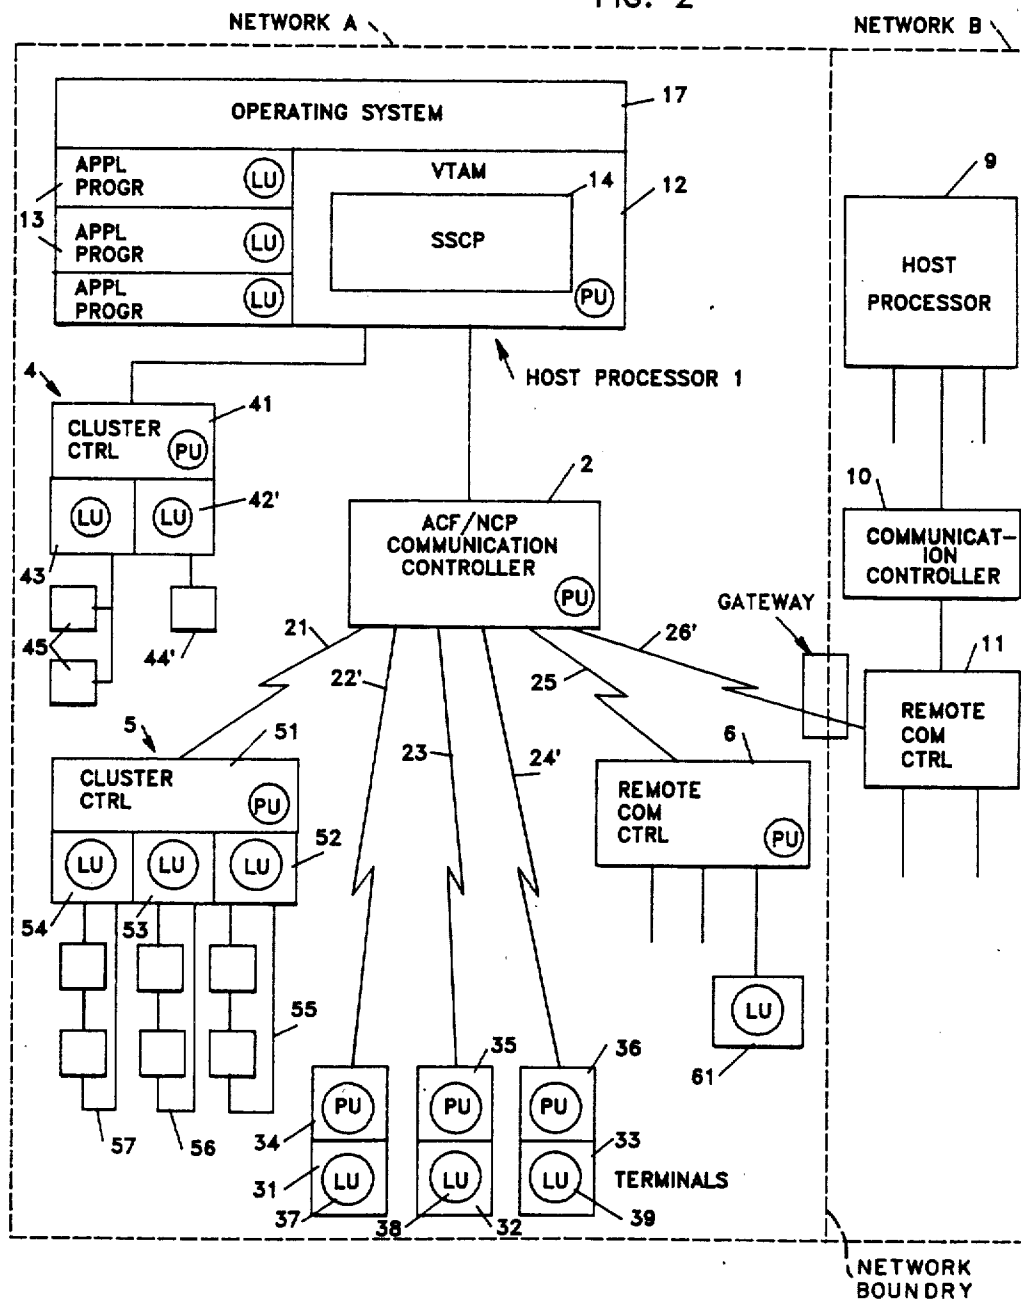 FIG. 2
NETWORK A
NETWORK B
OPERATING SYSTEM
17
APPL
PROGR
LU
VTAM
14
12
9
13
APPL
PROGR
LU
SSCP
HOST
PROCESSOR
APPL
PROGR
LU
PU
HOST PROCESSOR 1
4
41
CLUSTER
CTRL
PU
2
10
LU
LU
42'
ACF/NCP
COMMUNICATION
CONTROLLER
PU
COMMUNICAT-
ION
CONTROLLER
43
GATEWAY
45
44'
21
22'
23
24'
25
26'
11
REMOTE
COM
CTRL
5
51
6
CLUSTER
CTRL
PU
REMOTE
COM
CTRL
PU
LU
LU
LU
52
54
53
55
LU
61
57
56
35
36
34
PU
PU
PU
33
31
LU
LU
LU
TERMINALS
37
38
32
39
NETWORK
BOUNDRY